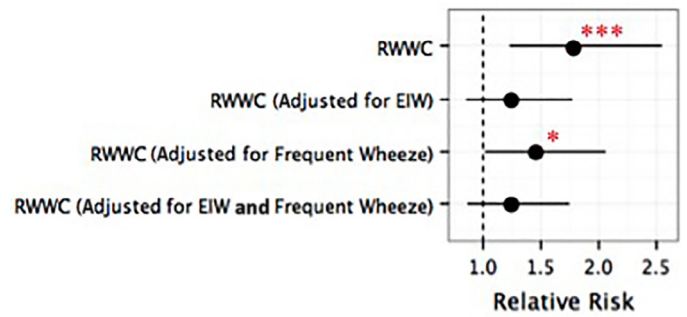 RWWC
***
RWWC (Adjusted for EIW)
RWWC (Adjusted for Frequent Wheeze)
*
RWWC (Adjusted for EIW and Frequent Wheeze)
1.0 1.5 2.0 2.5
Relative Risk